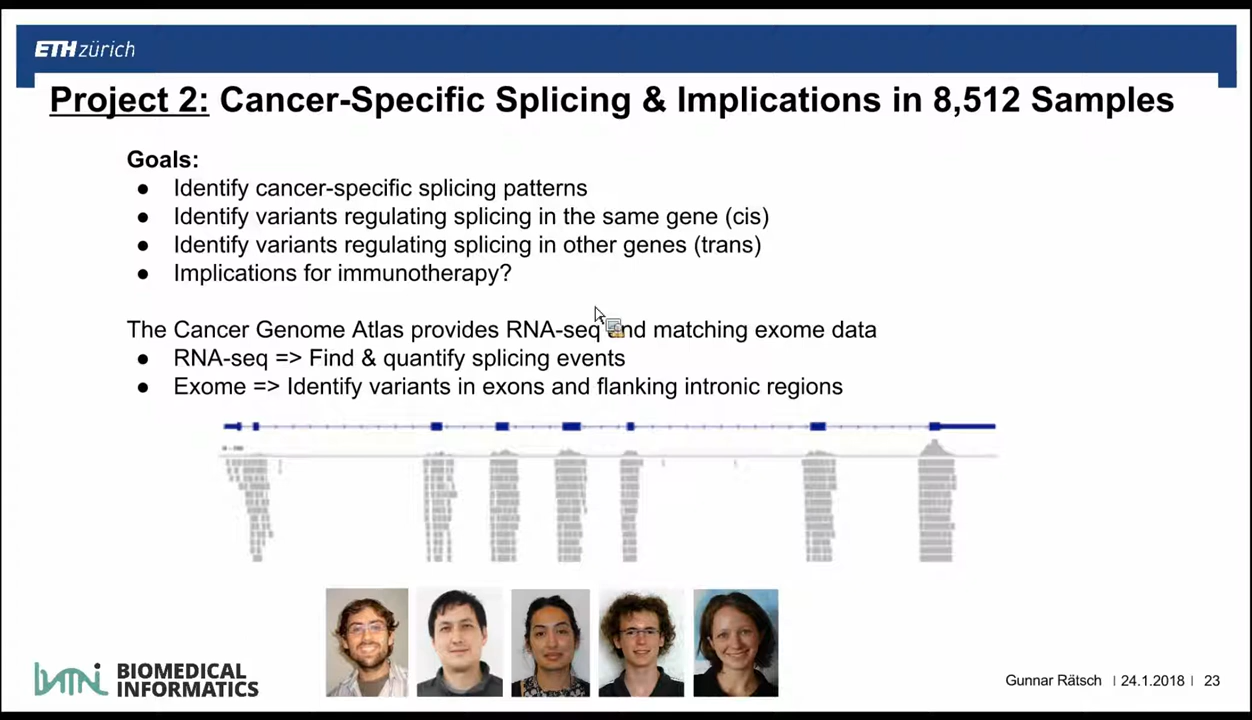 ETH zürich
Project 2: Cancer-Specific Splicing & Implications in 8,512 Samples
Goals:
● Identify cancer-specific splicing patterns
● Identify variants regulating splicing in the same gene (cis)
● Identify variants regulating splicing in other genes (trans)
● Implications for immunotherapy?
The Cancer Genome Atlas provides RNA-seq and matching exome data
● RNA-seq => Find & quantify splicing events
● Exome => Identify variants in exons and flanking intronic regions
BIOMEDICAL
INFORMATICS
Gunnar Rätsch | 24.1.2018 | 23